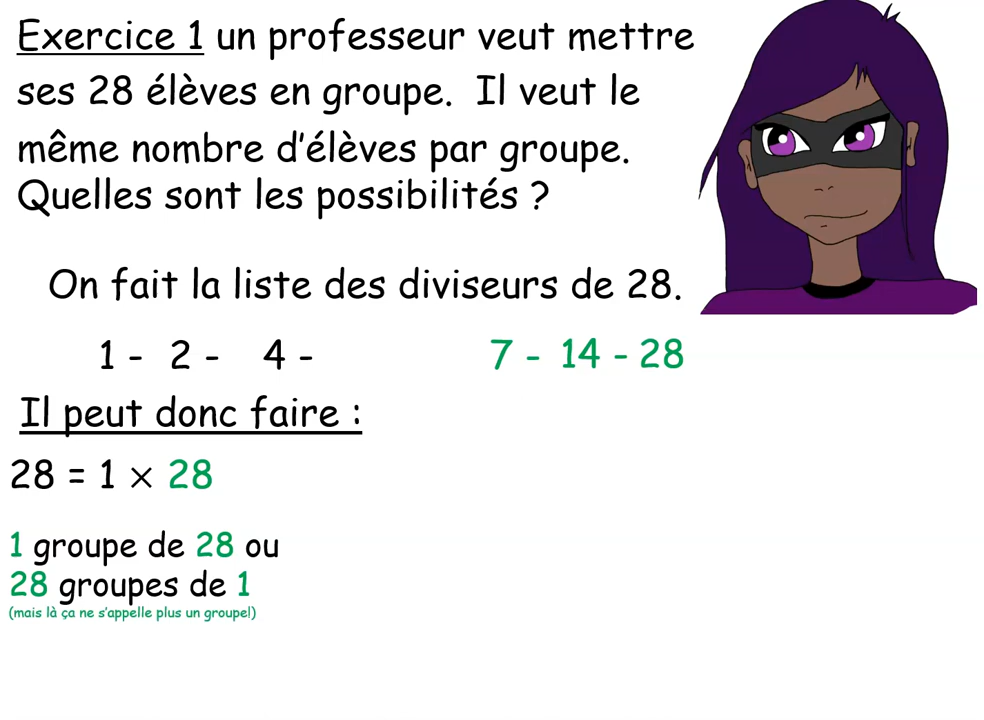 Exercice 1 un professeur veut mettre
ses 28 élèves en groupe. Il veut le
même nombre d'élèves par groupe.
Quelles sont les possibilités ?
On fait la liste des diviseurs de 28.
1 - 2 - 4 - 7 - 14 - 28
Il peut donc faire :
28 = 1 × 28
1 groupe de 28 ou
28 groupes de 1
(mais là ça ne s'appelle plus un groupe!)